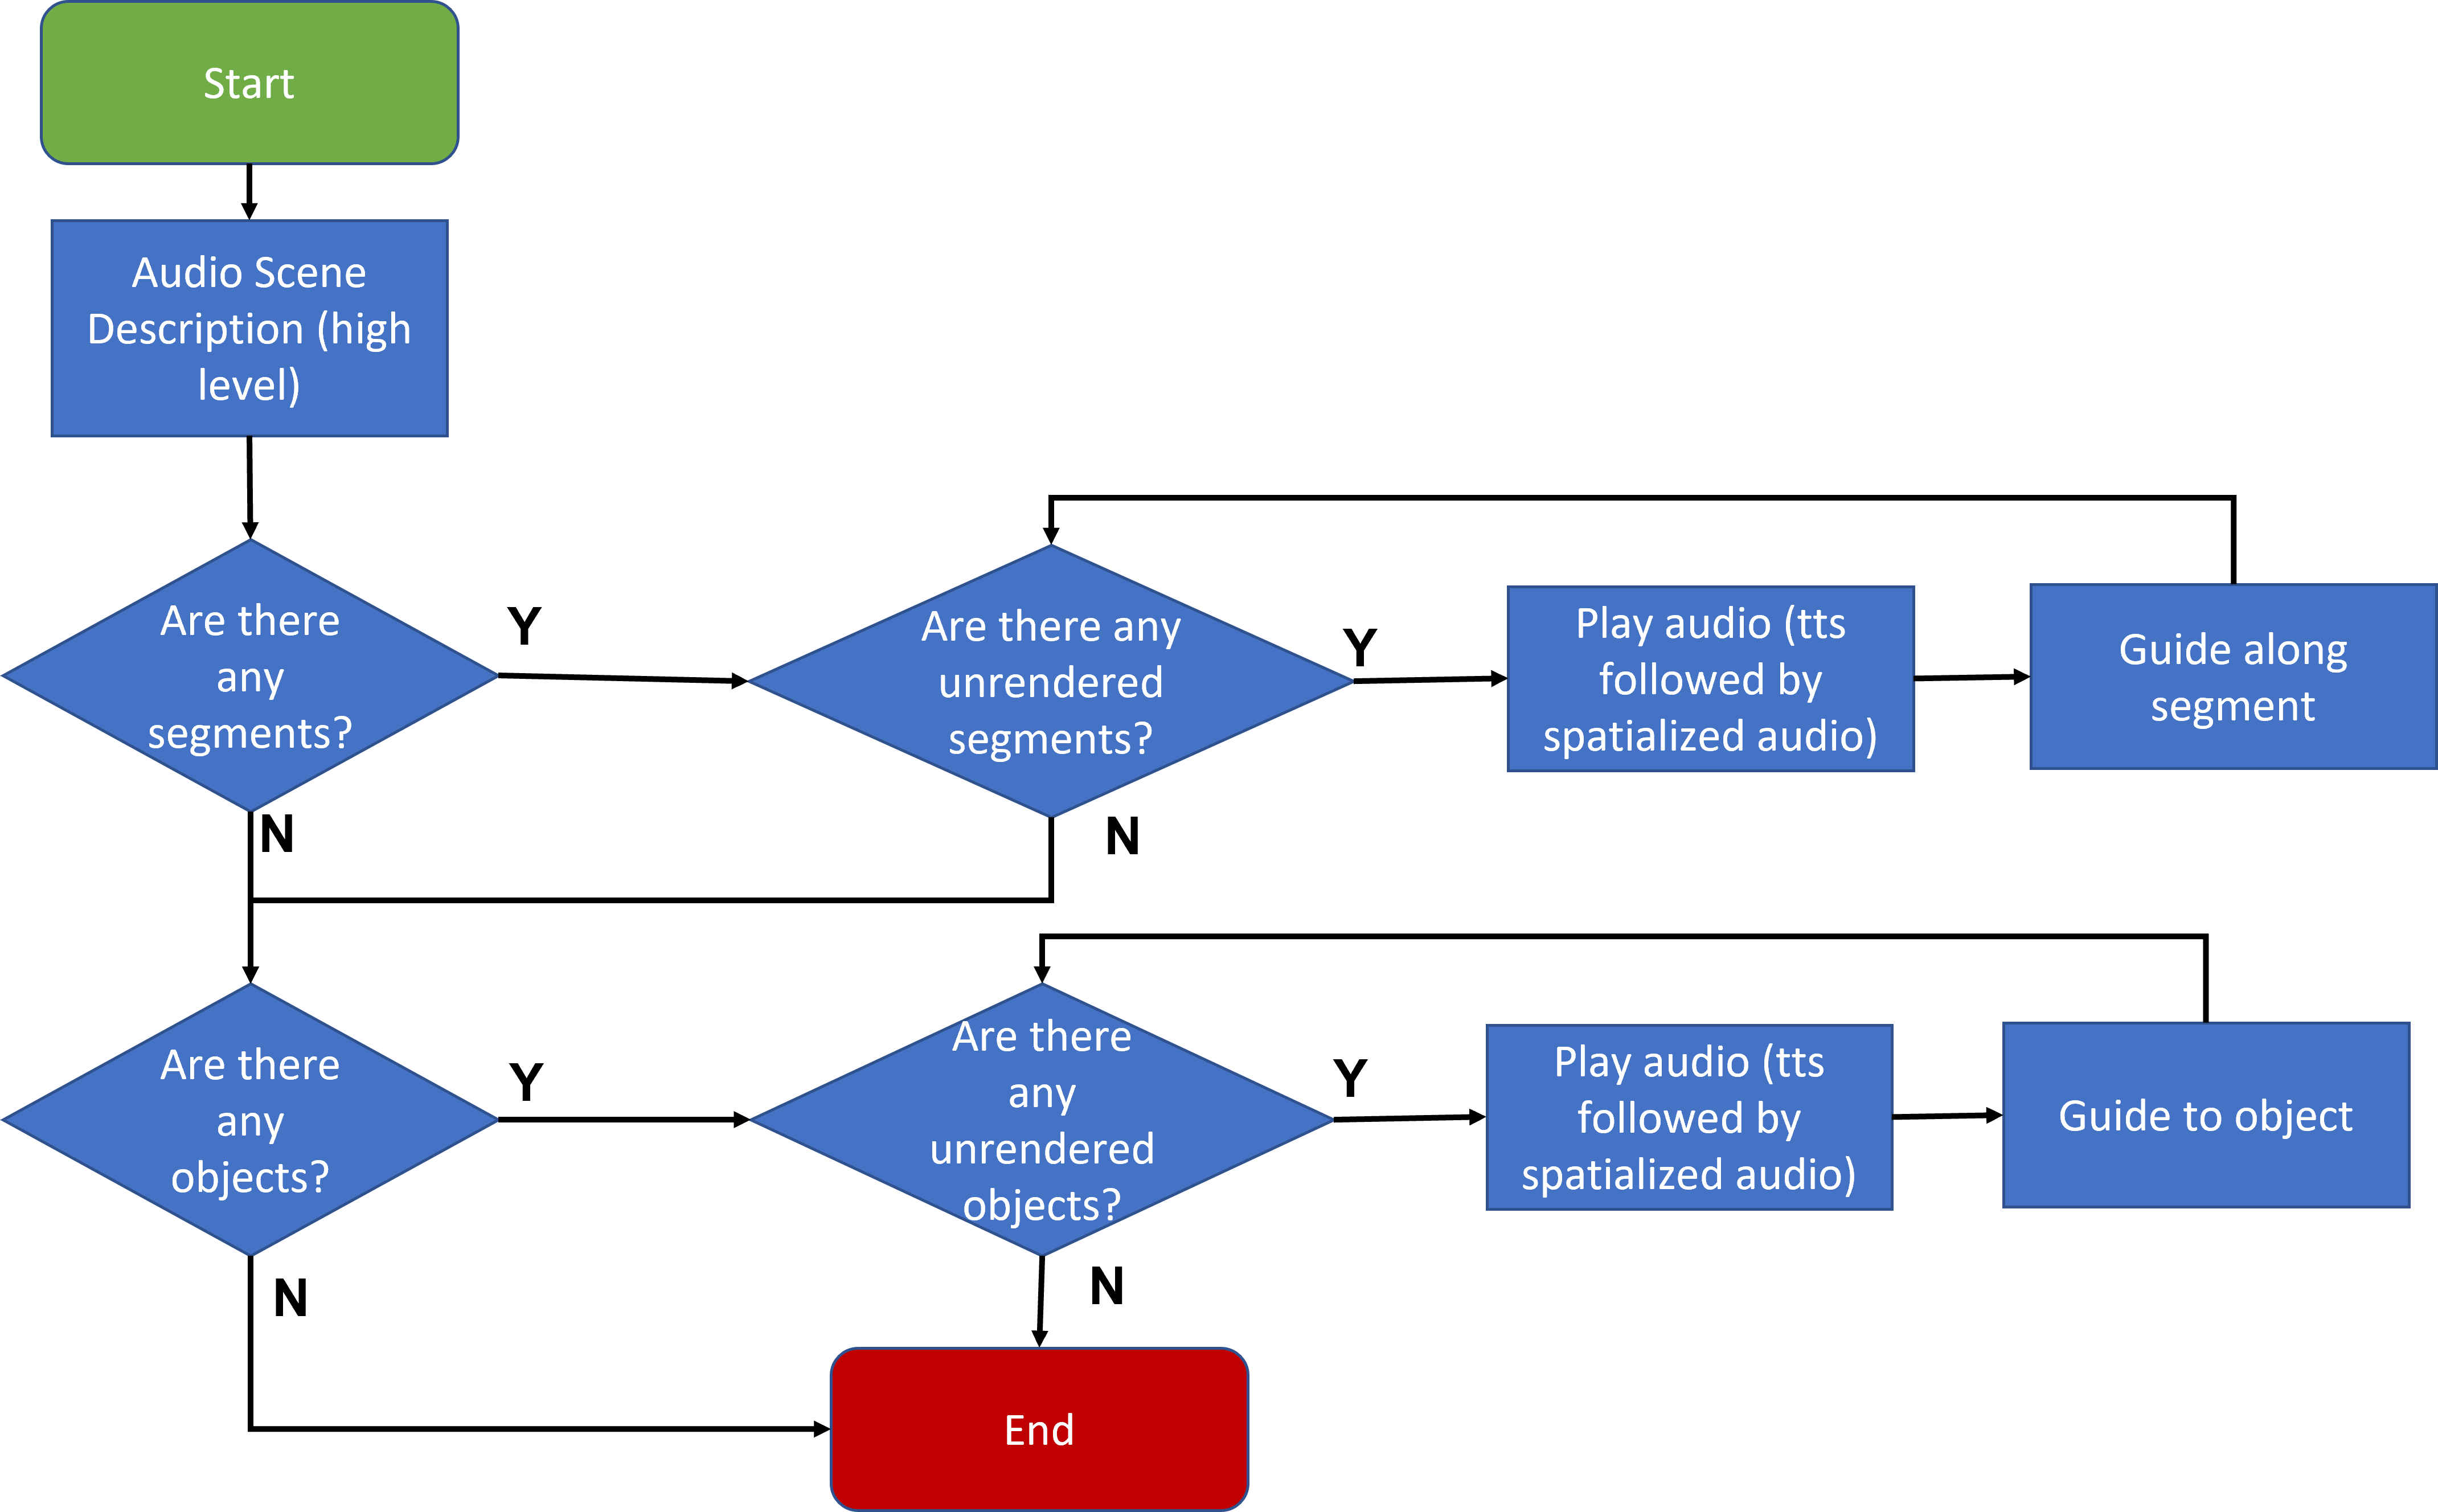 Start
Audio Scene
Description (high
level)
Are there
any
segments?
Y
N
Are there any
unrendered
segments?
Y
N
Play audio (tts
followed by
spatialized audio)
Guide along
segment
Are there
any
objects?
Y
N
Are there
any
unrendered
objects?
Y
N
Play audio (tts
followed by
spatialized audio)
Guide to object
End